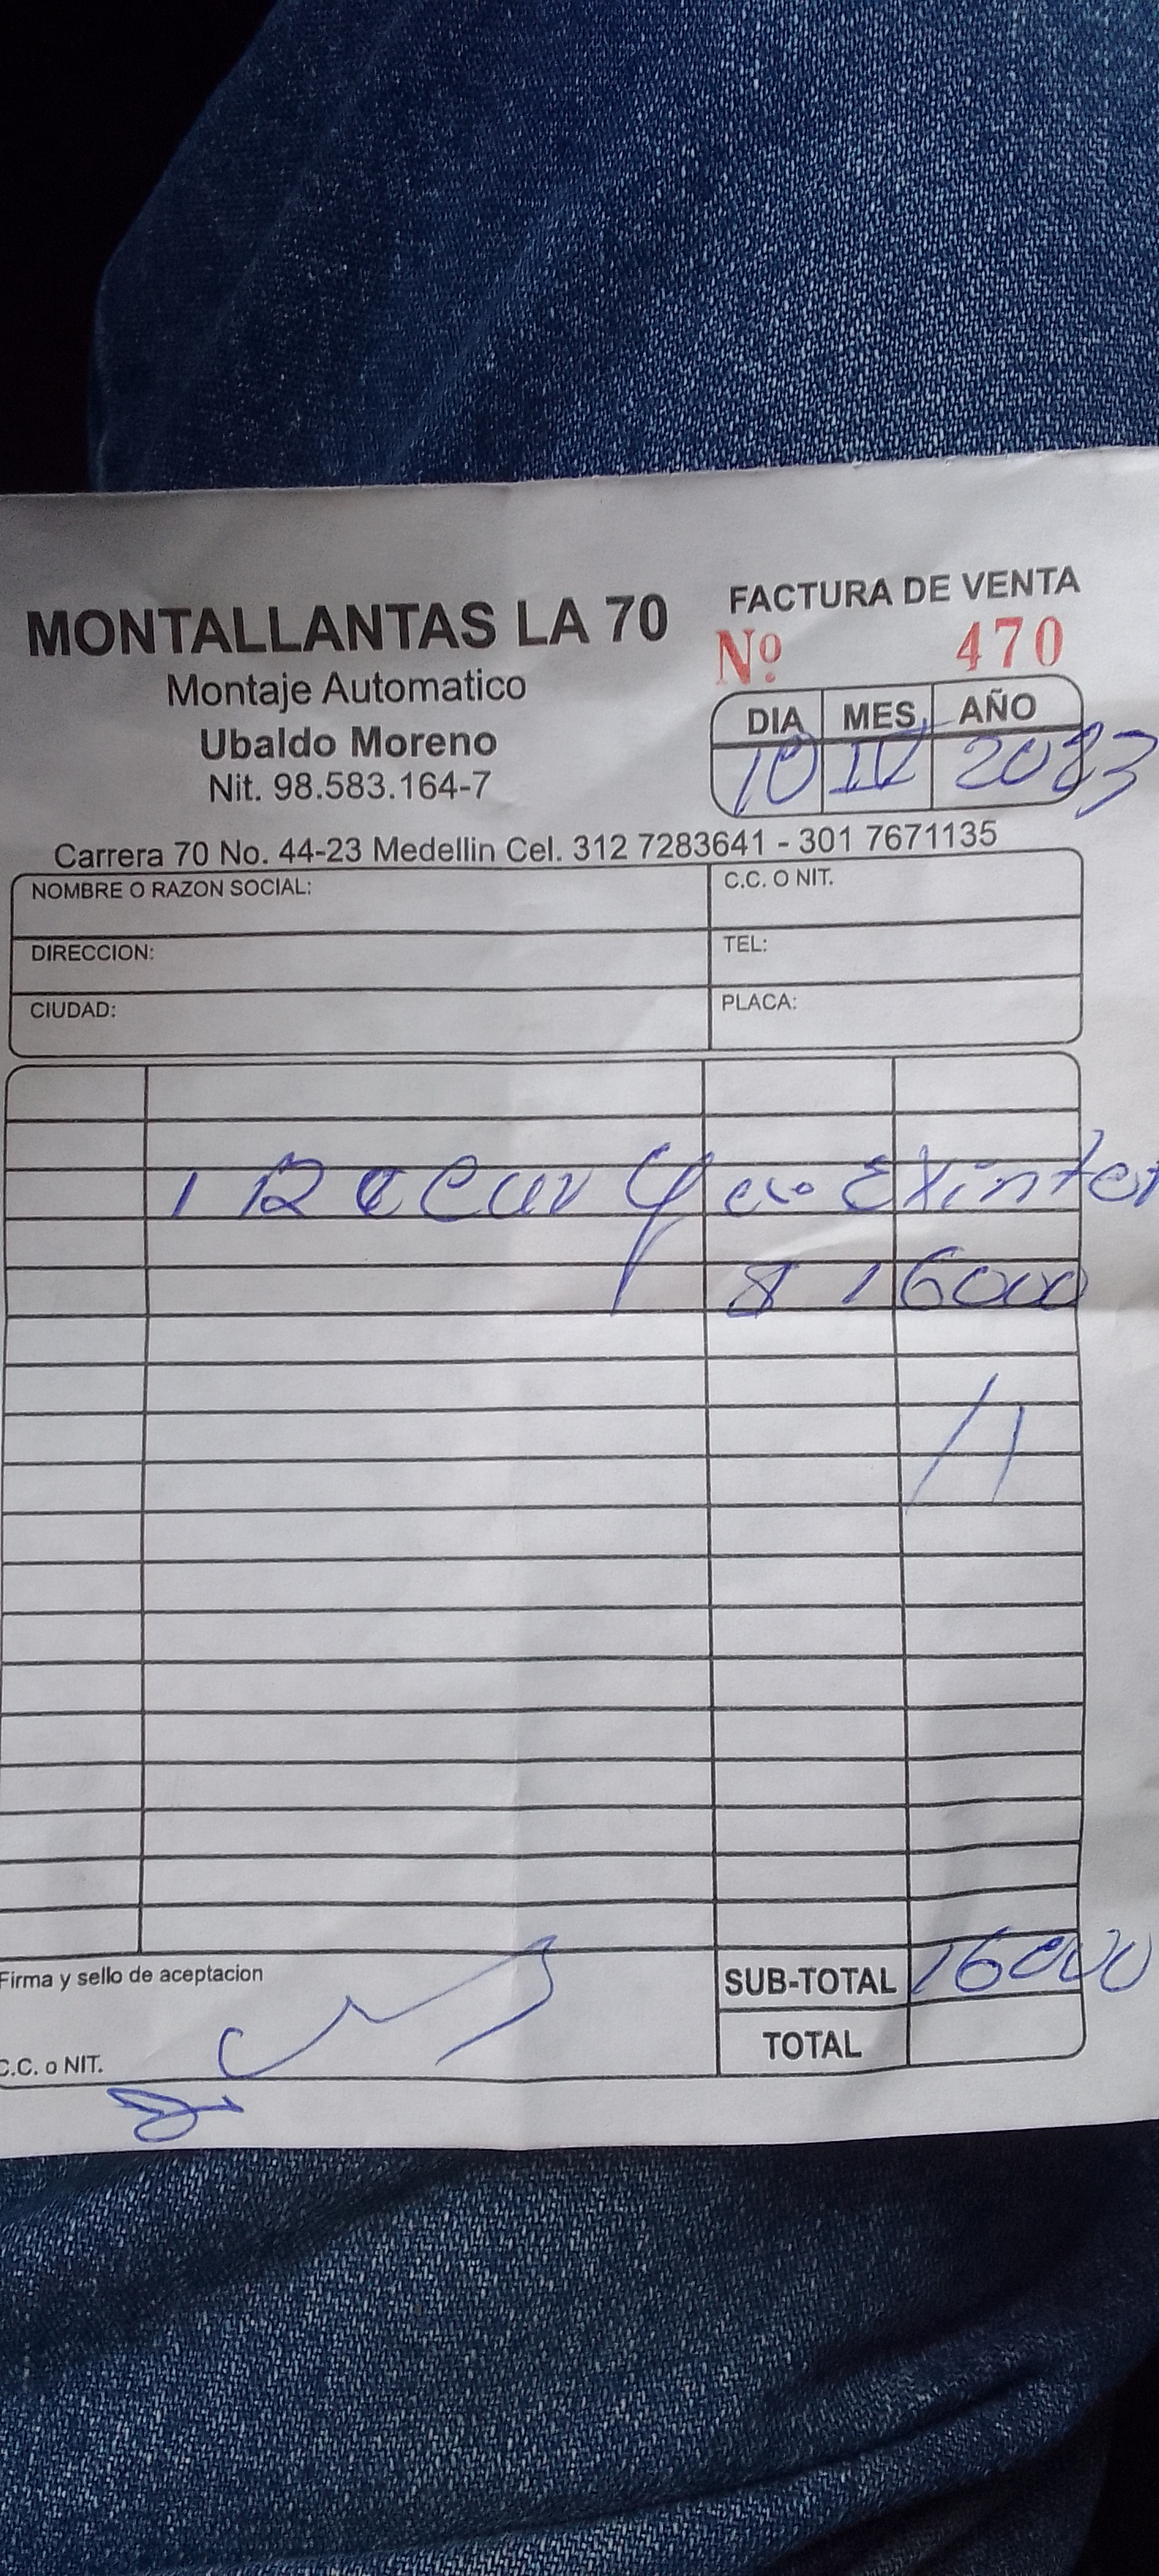 FACTURA DE VENTA
MONTALLANTAS LA 70
Nº 470
Montaje Automatico
DIA MES AÑO
Ubaldo Moreno
10 IV 2023
Nit. 98.583.164-7
Carrera 70 No. 44-23 Medellin Cel. 312 7283641 - 301 7671135
NOMBRE O RAZON SOCIAL: C.C. O NIT.
DIRECCION: TEL:
CIUDAD: PLACA:
1 Recarga Extinto
$ 16000
Firma y sello de aceptacion
SUB-TOTAL 16000
TOTAL
C.C. o NIT.